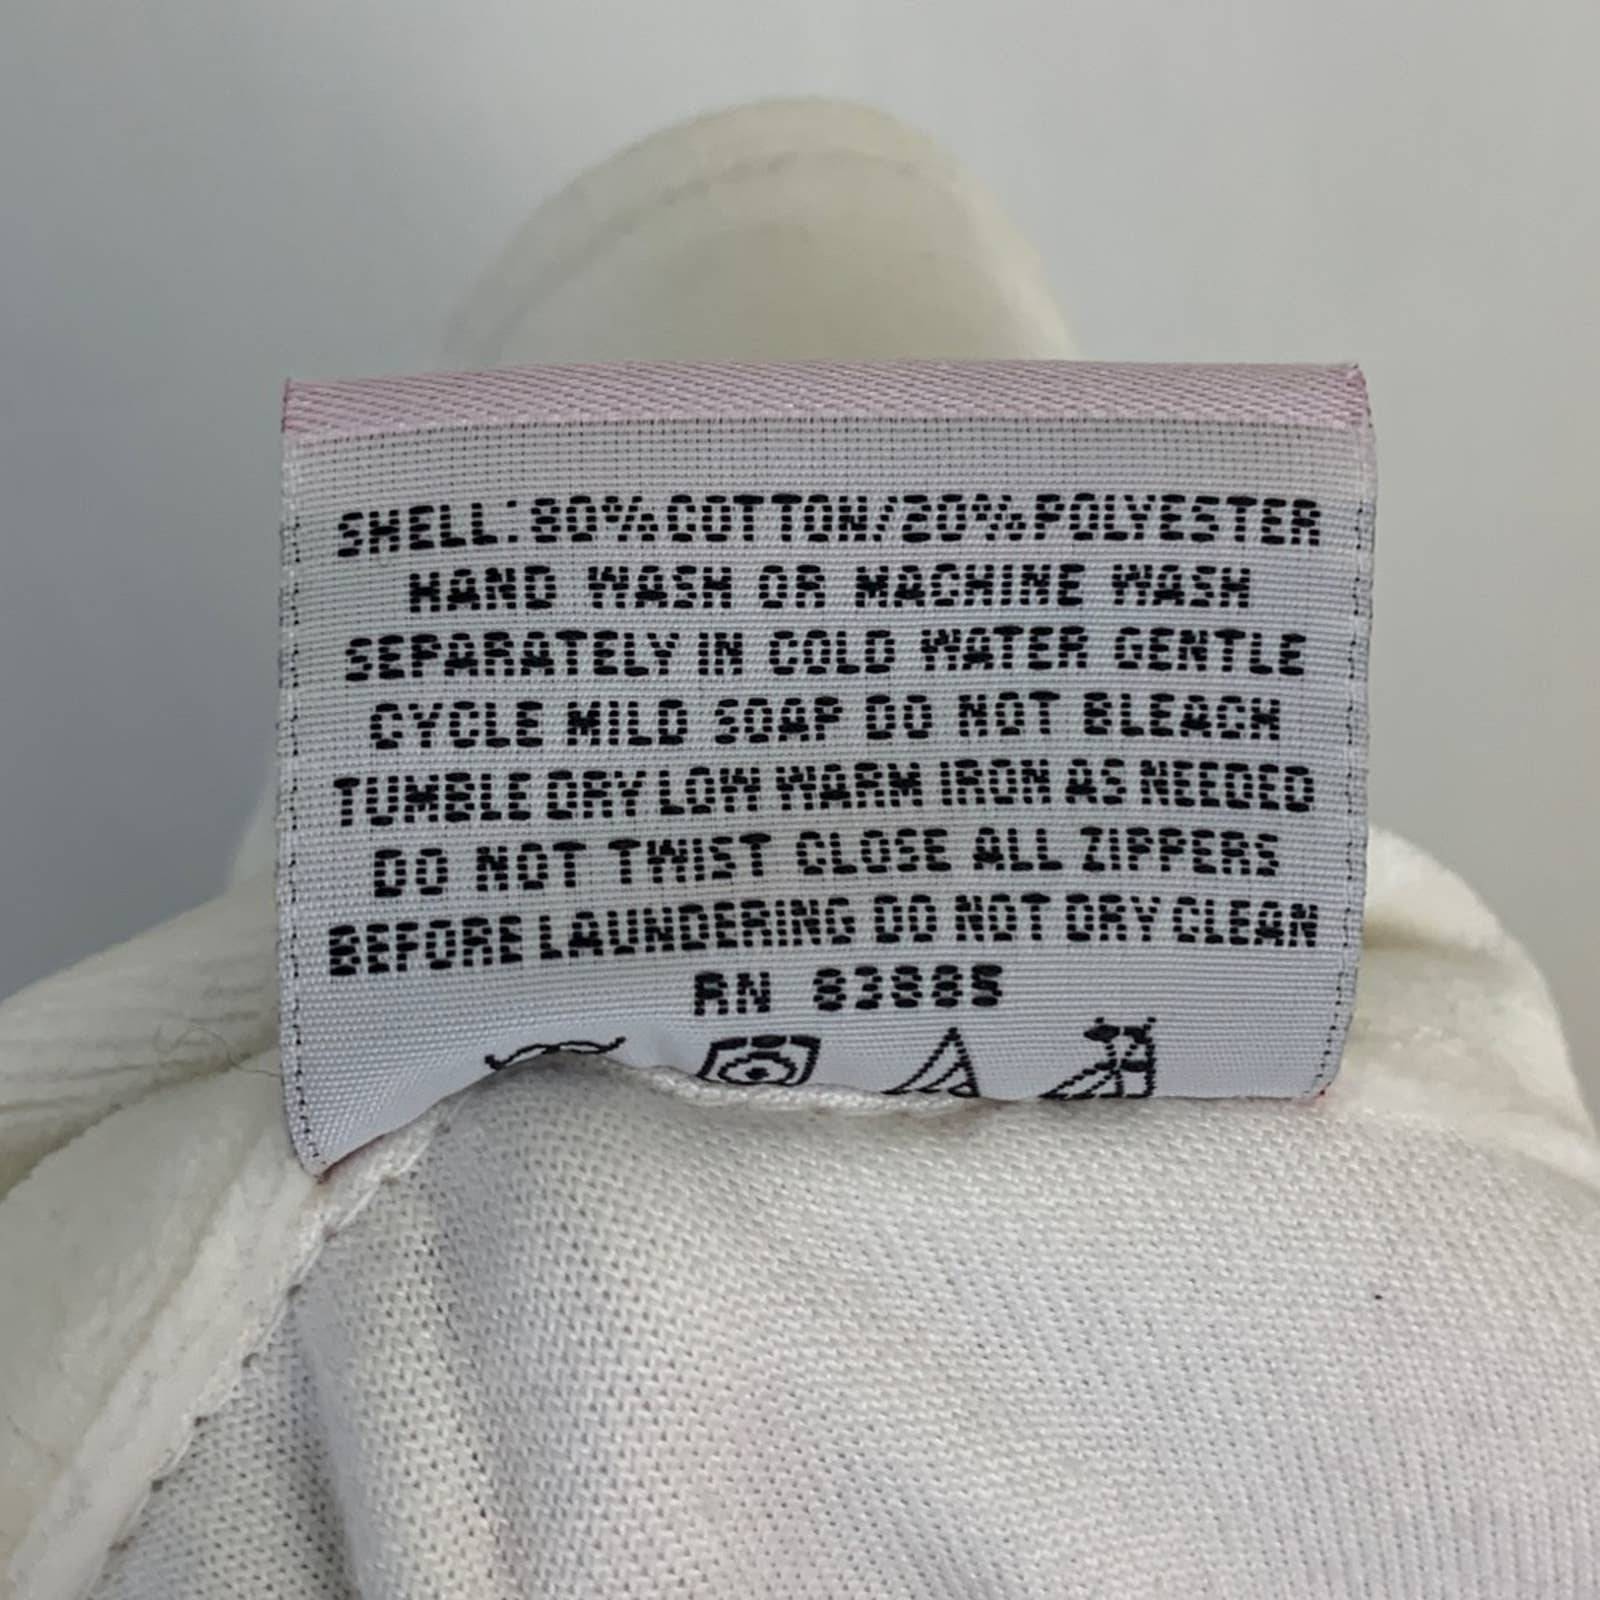 SHELL:80%COTTON/20%POLYESTER
HAND WASH OR MACHINE WASH
SEPARATELY IN COLD WATER GENTLE
CYCLE MILD SOAP DO NOT BLEACH
TUMBLE DRY LOW WARM IRON AS NEEDED
DO NOT TWIST CLOSE ALL ZIPPERS
BEFORE LAUNDERING DO NOT DRY CLEAN
RN 83885